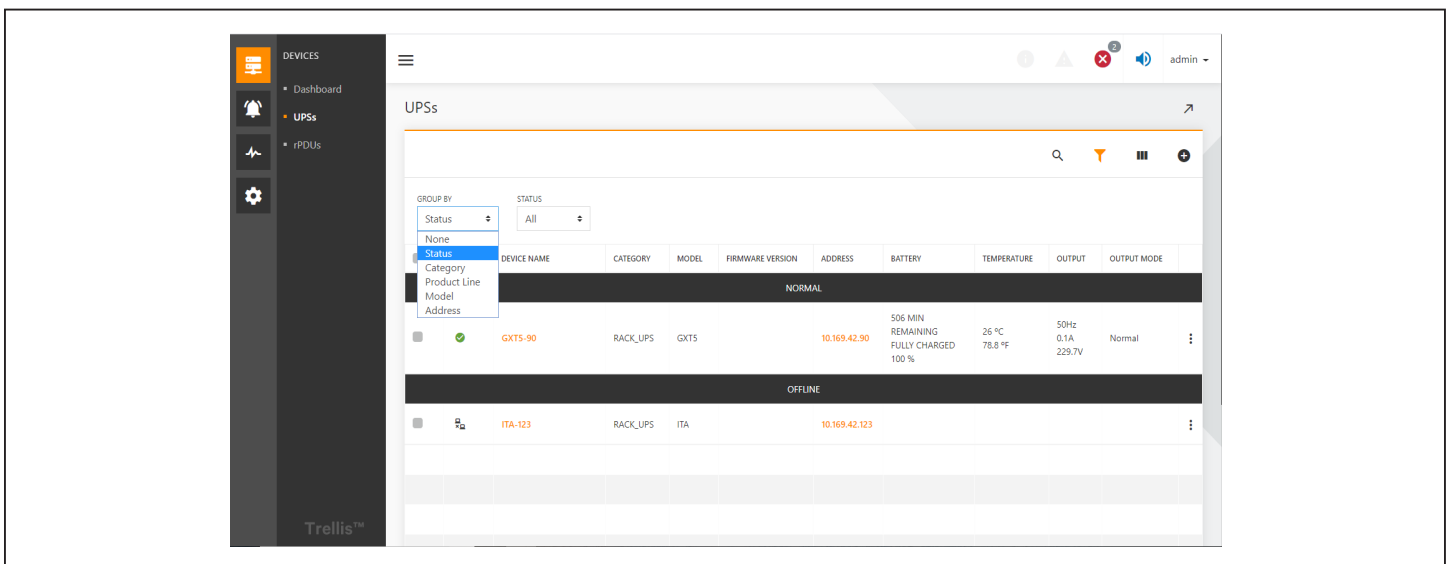 DEVICES
Dashboard
UPSs
rPDUs
Trellis™
2
admin
UPSs
GROUP BY
STATUS
Status
All
None
Status
Category
Product Line
Model
Address
DEVICE NAME
CATEGORY
MODEL
FIRMWARE VERSION
ADDRESS
BATTERY
TEMPERATURE
OUTPUT
OUTPUT MODE
NORMAL
GXT5-90
RACK_UPS
GXT5
10.169.42.90
506 MIN
REMAINING
FULLY CHARGED
100 %
26 ºC
78.8 ºF
50Hz
0.1A
229.7V
Normal
OFFLINE
ITA-123
RACK_UPS
ITA
10.169.42.123